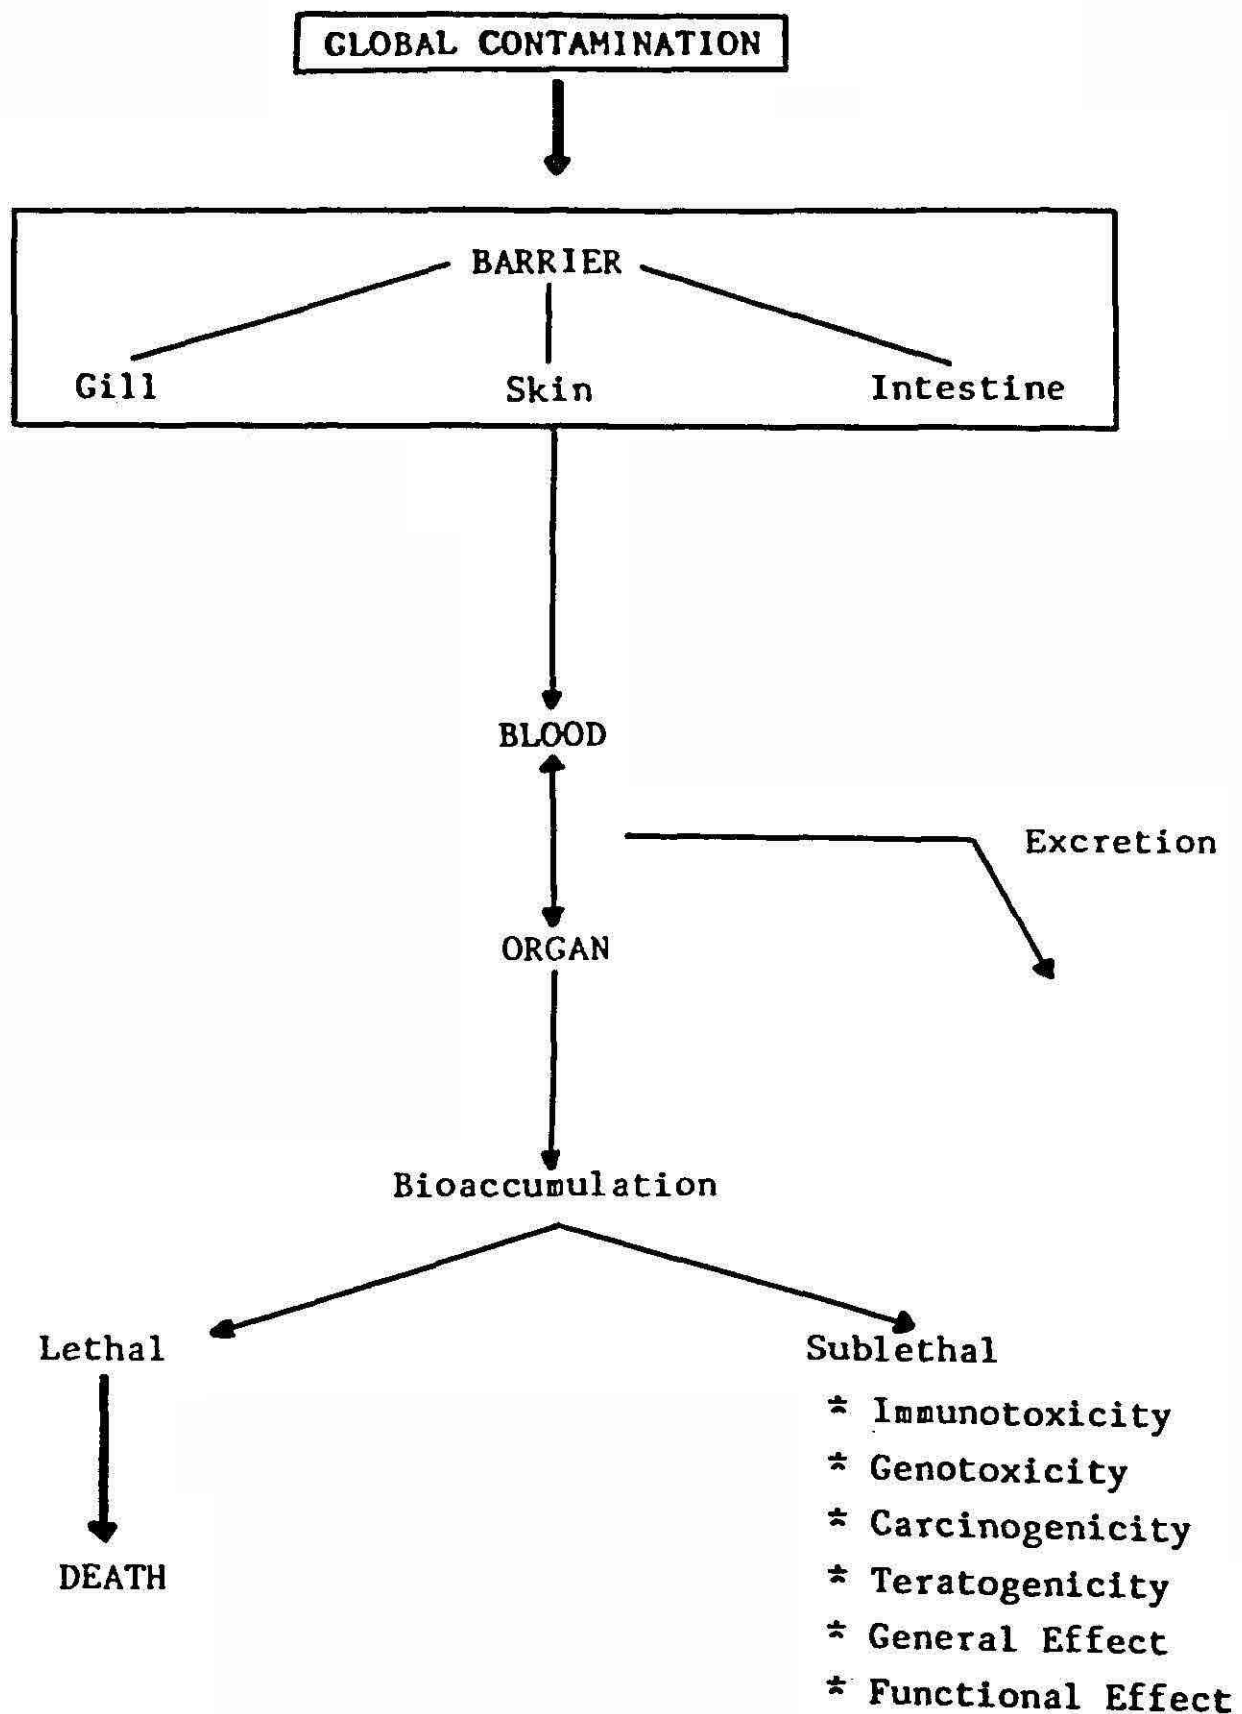 GLOBAL CONTAMINATION
BARRIER
Gill Skin Intestine
BLOOD
Excretion
ORGAN
Bioaccumulation
Lethal Sublethal
* Immunotoxicity
* Genotoxicity
* Carcinogenicity
DEATH
* Teratogenicity
* General Effect
* Functional Effect